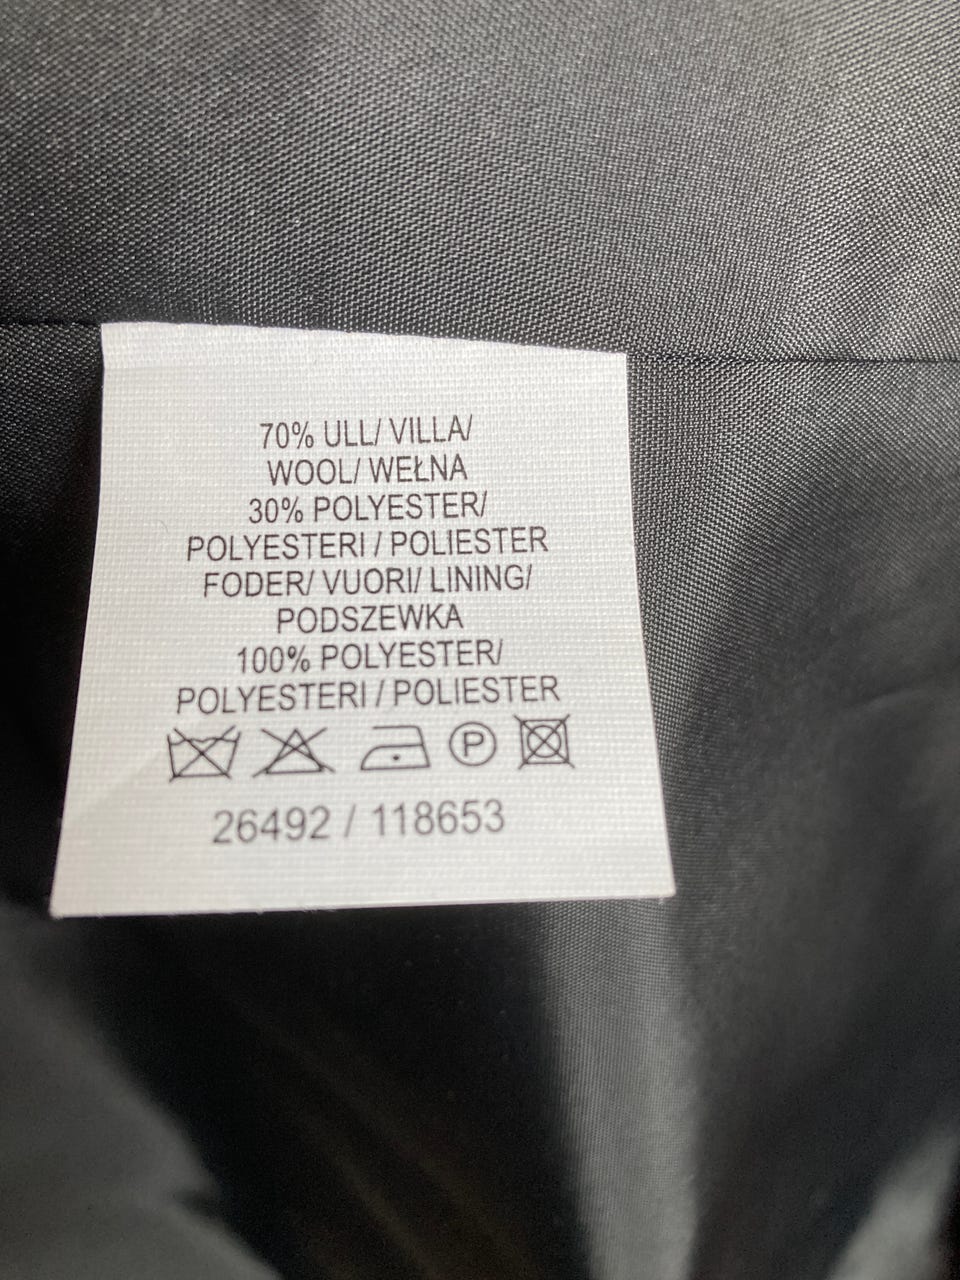 70% ULL/ VILLA/
WOOL/ WEŁNA
30% POLYESTER/
POLYESTERI / POLIESTER
FODER/ VUORI/ LINING/
PODSZEWKA
100% POLYESTER/
POLYESTERI / POLIESTER
P
26492 / 118653